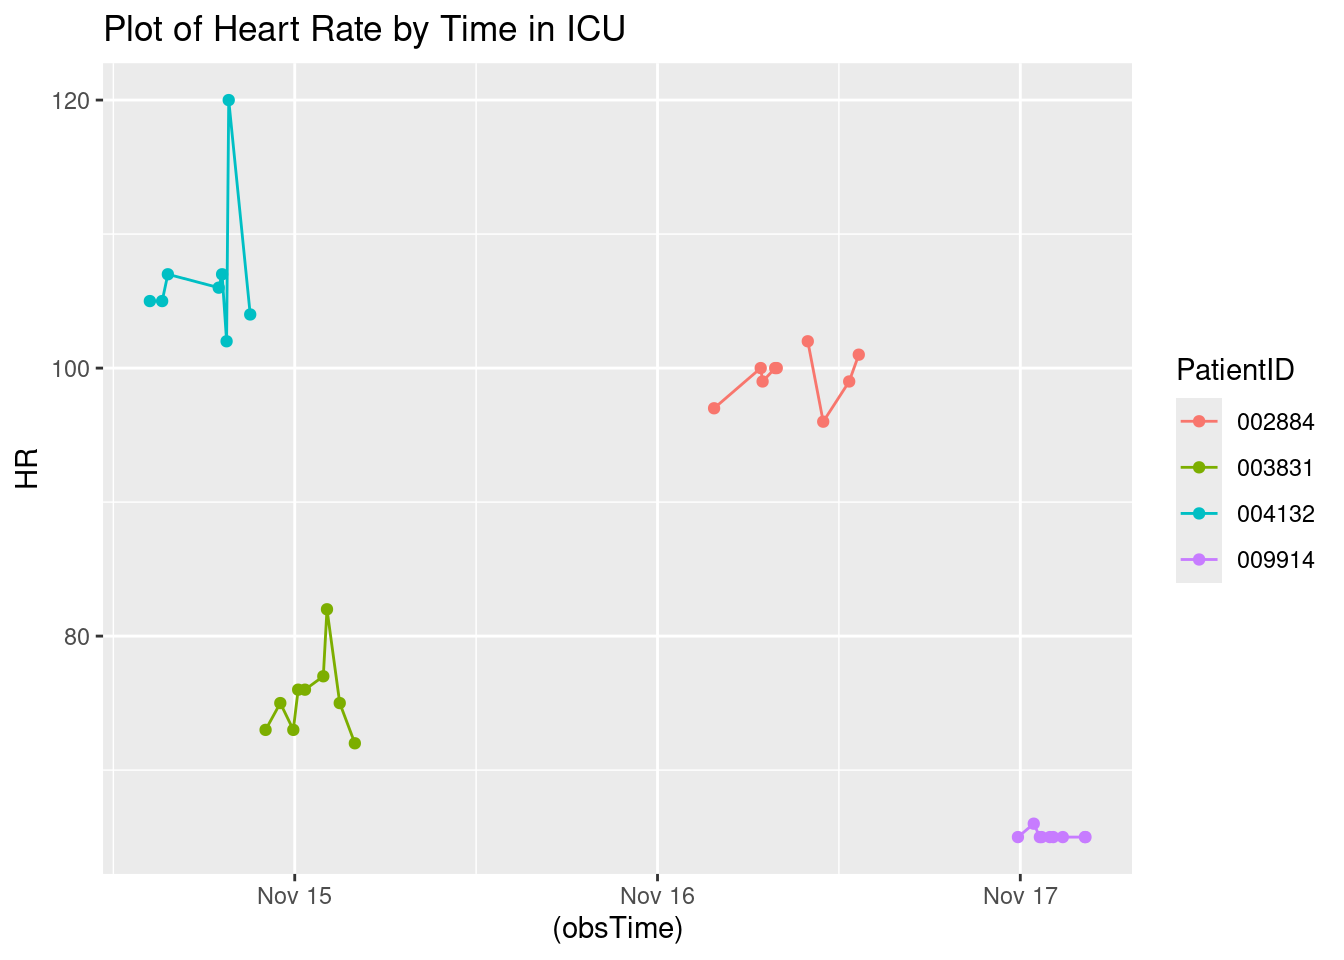 Plot of Heart Rate by Time in ICU
120
100
80
HR
Nov 15
Nov 16
Nov 17
(obsTime)
PatientID
002884
003831
004132
009914